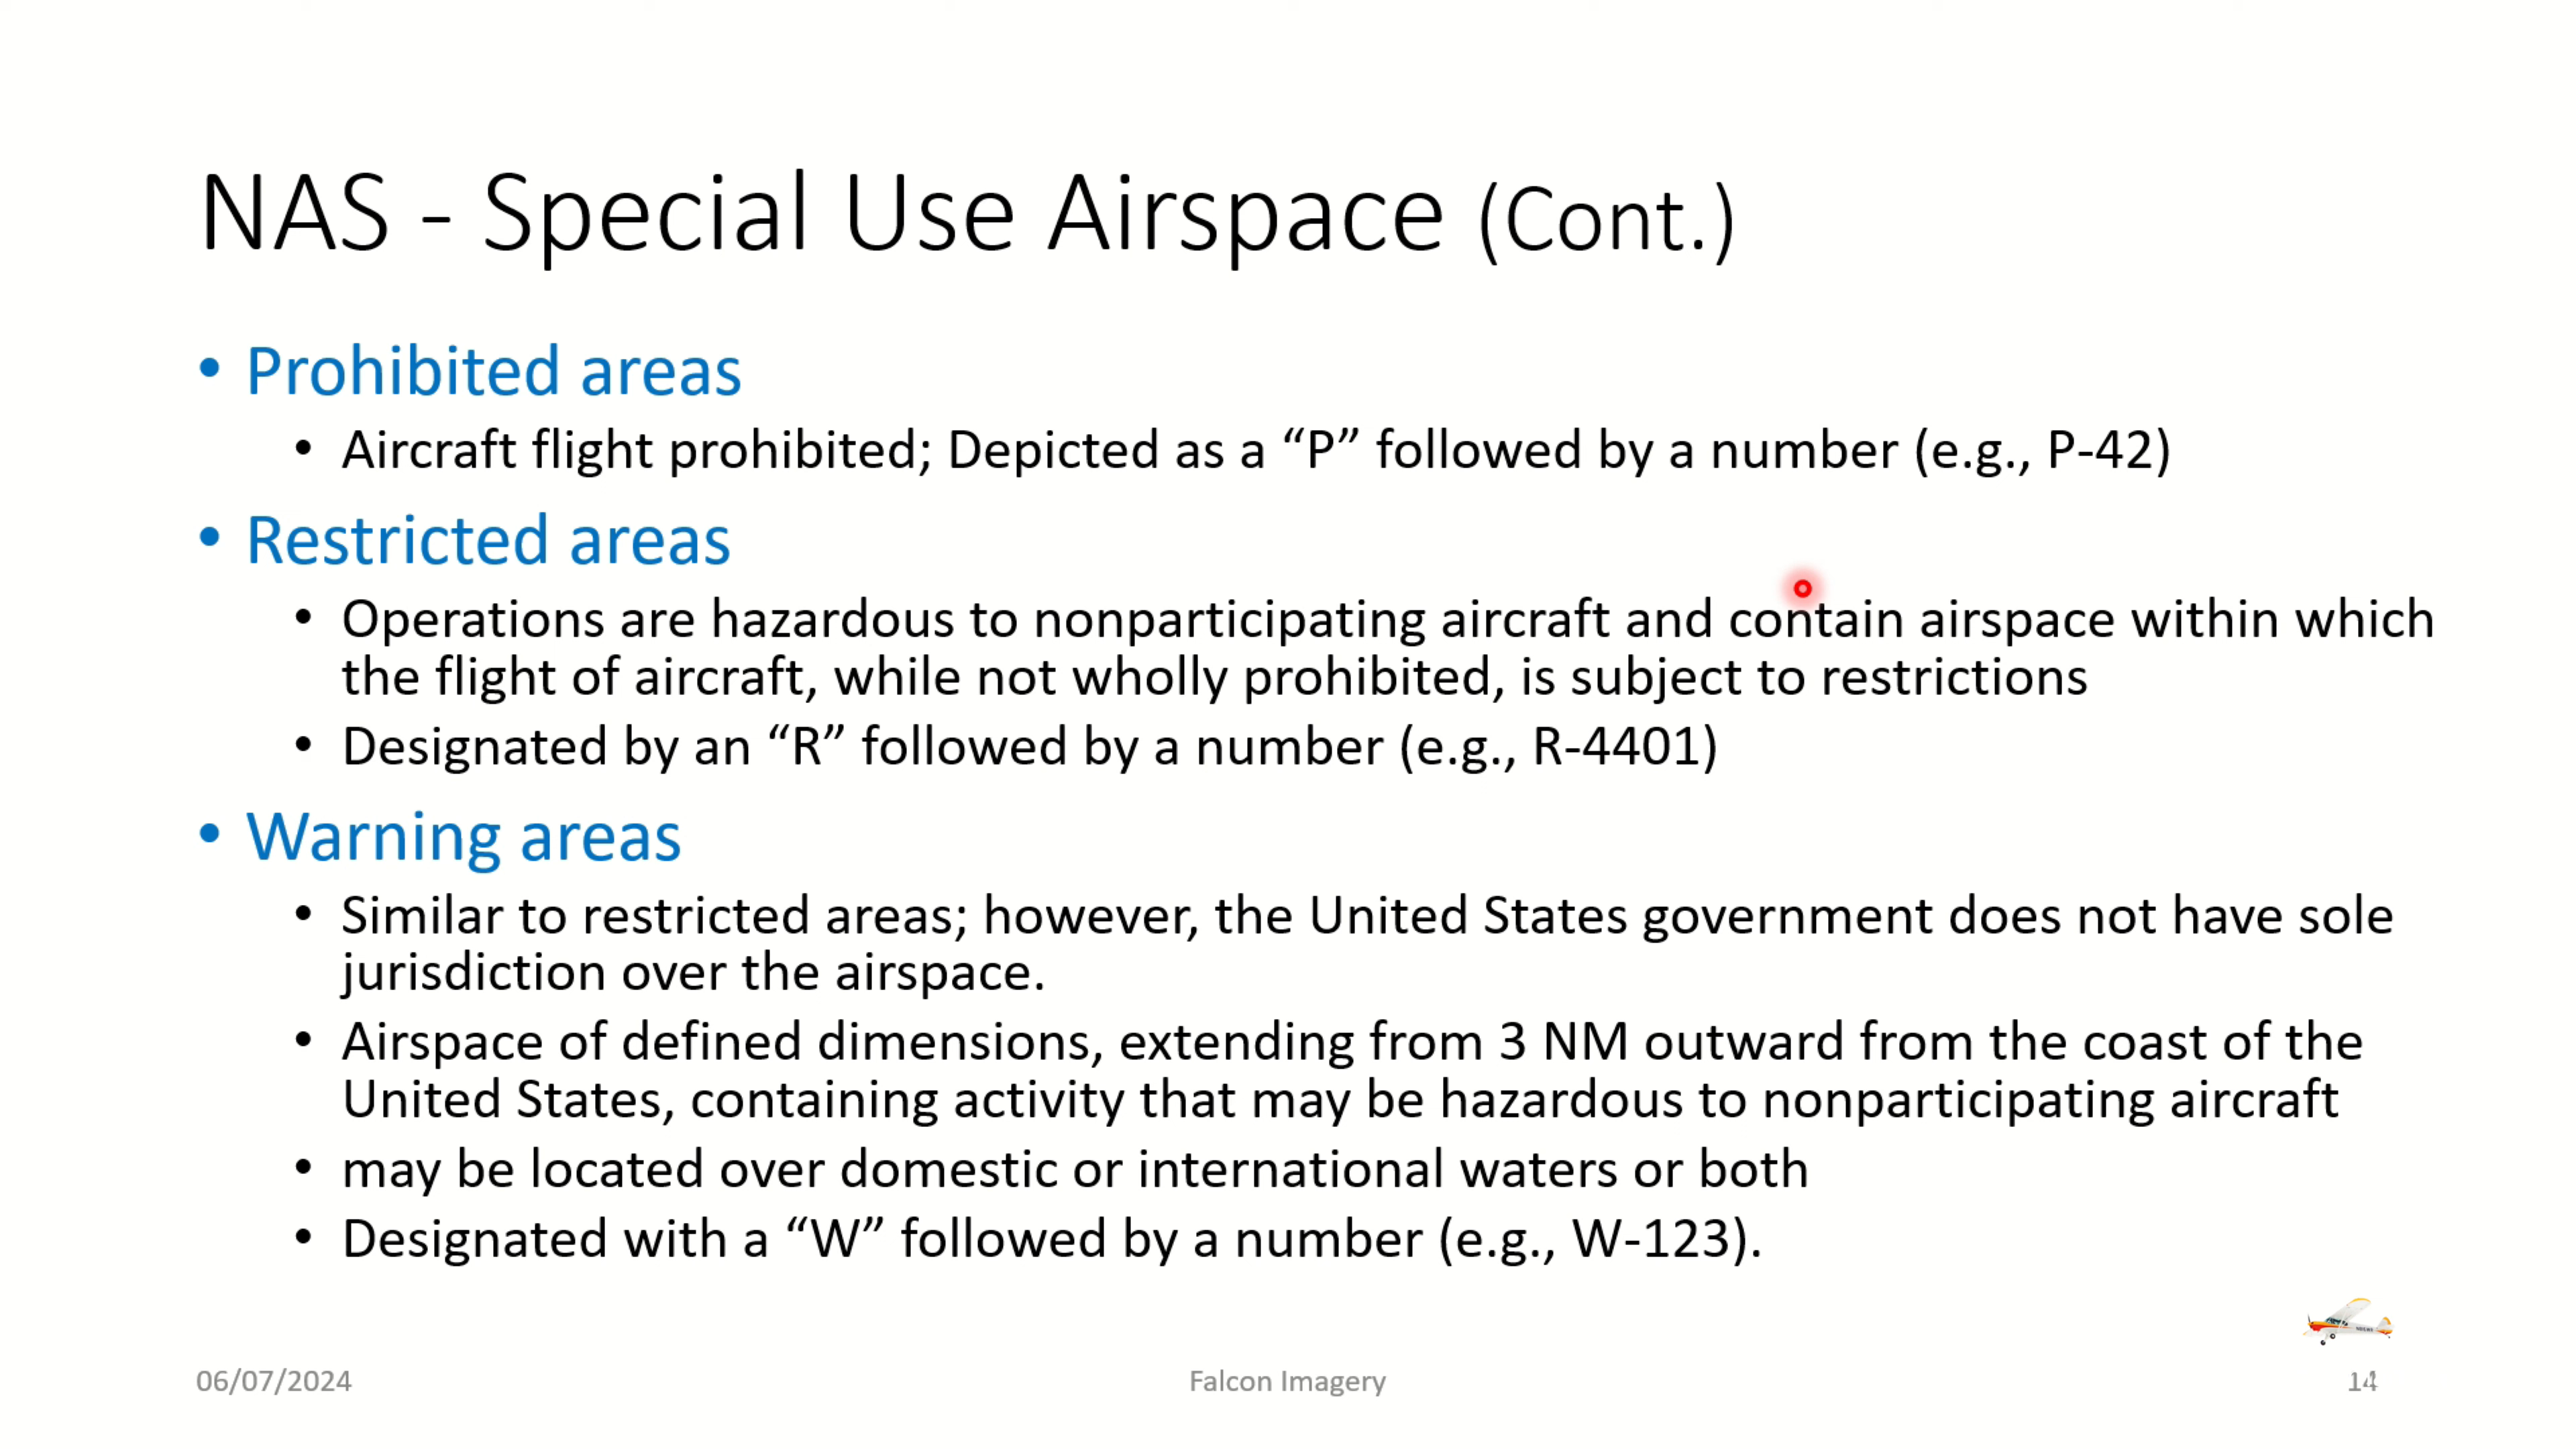 NAS - Special Use Airspace (Cont.)
• Prohibited areas
• Aircraft flight prohibited; Depicted as a “P” followed by a number (e.g., P-42)
• Restricted areas
• Operations are hazardous to nonparticipating aircraft and contain airspace within which
the flight of aircraft, while not wholly prohibited, is subject to restrictions
• Designated by an “R” followed by a number (e.g., R-4401)
• Warning areas
• Similar to restricted areas; however, the United States government does not have sole
jurisdiction over the airspace.
• Airspace of defined dimensions, extending from 3 NM outward from the coast of the
United States, containing activity that may be hazardous to nonparticipating aircraft
• may be located over domestic or international waters or both
• Designated with a “W” followed by a number (e.g., W-123).
06/07/2024
Falcon Imagery
14